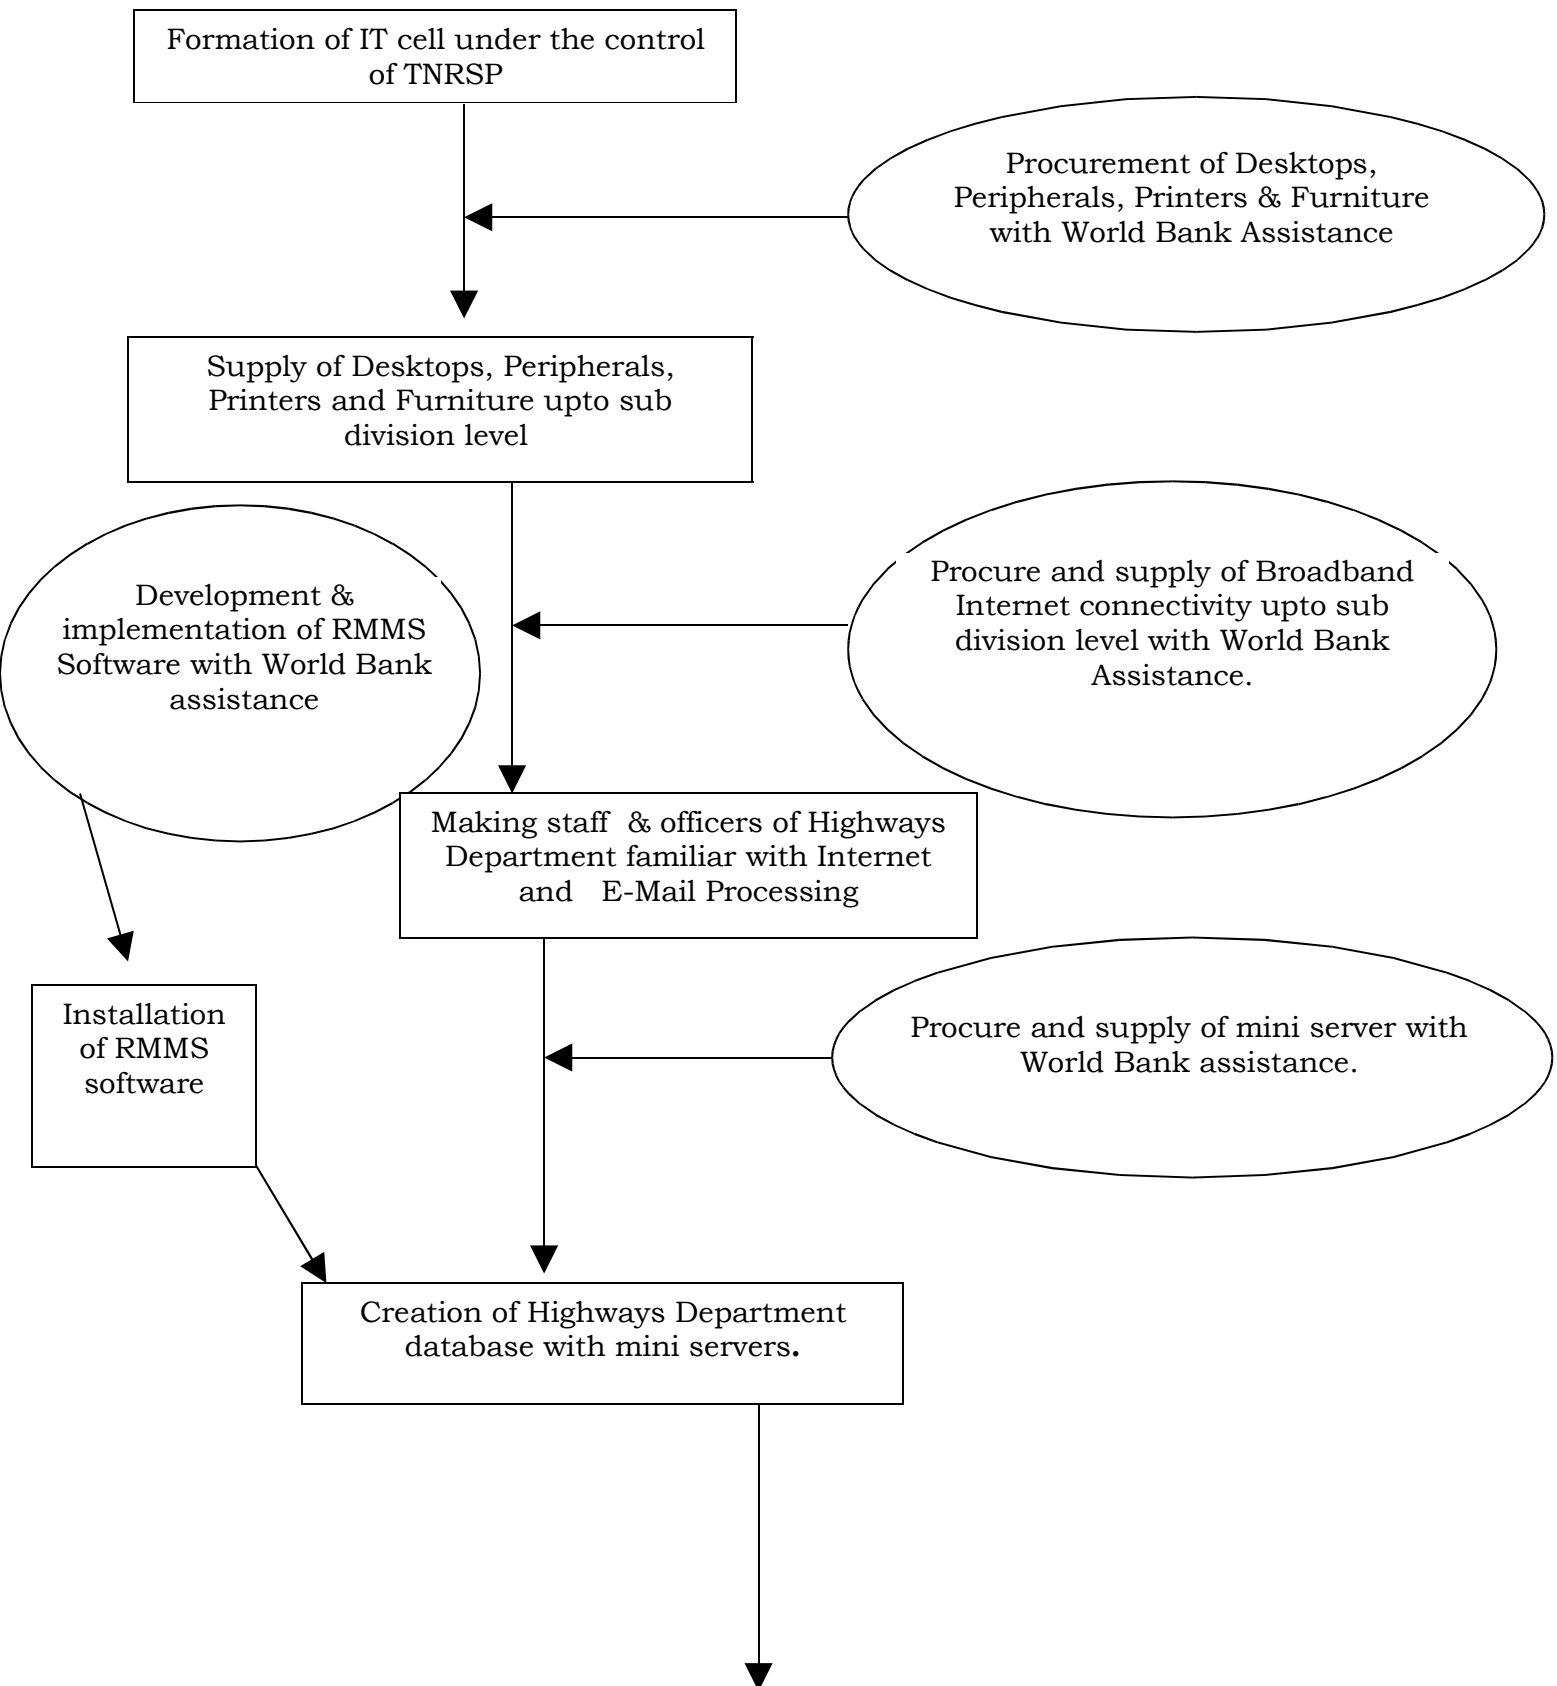 Formation of IT cell under the control
of TNRSP
Procurement of Desktops,
Peripherals, Printers & Furniture
with World Bank Assistance
Supply of Desktops, Peripherals,
Printers and Furniture upto sub
division level
Procure and supply of Broadband
Internet connectivity upto sub
division level with World Bank
Assistance.
Development &
implementation of RMMS
Software with World Bank
assistance
Making staff & officers of Highways
Department familiar with Internet
and E-Mail Processing
Installation
of RMMS
software
Procure and supply of mini server with
World Bank assistance.
Creation of Highways Department
database with mini servers.